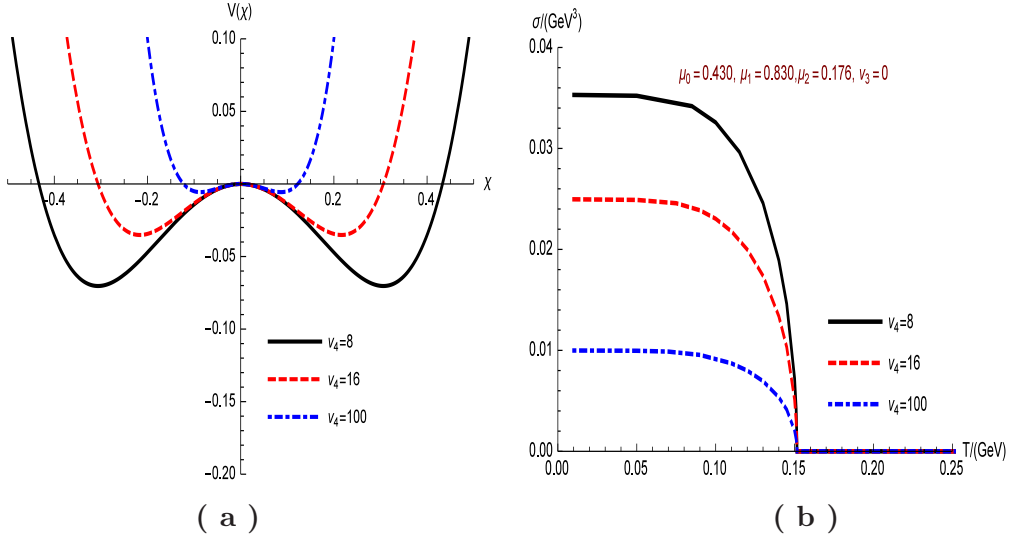 V(χ)
0.10
0.05
-0.4
-0.2
0.2
0.4
χ
-0.05
-0.10
-0.15
-0.20
v₄=8
v₄=16
v₄=100
( a )
σ/(GeV³)
0.04
0.03
0.02
0.01
0.00
μ₀ = 0.430, μ₁ = 0.830,μ₂ = 0.176, v₃ = 0
v₄=8
v₄=16
v₄=100
0.00 0.05 0.10 0.15 0.20 0.25
T/(GeV)
( b )